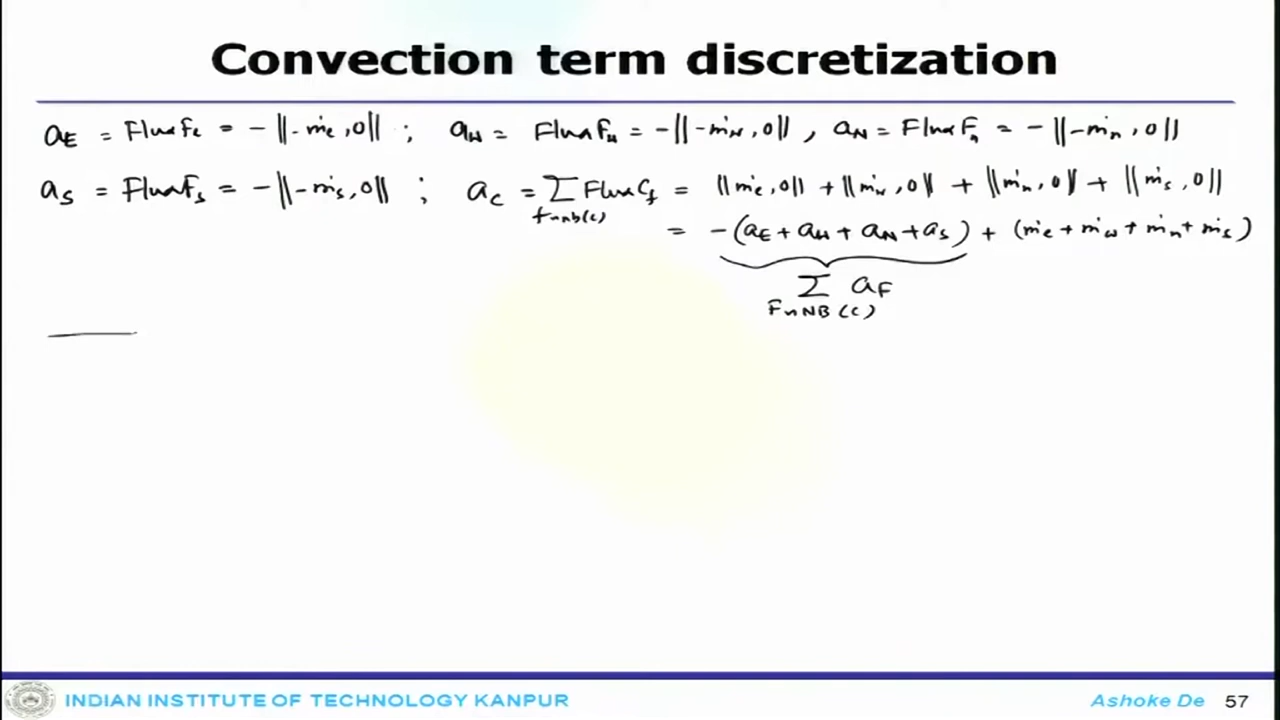 Convection term discretization
a_E = FluxF_e = - ||-ṁ_e, 0|| ; a_W = FluxF_w = -||-ṁ_w, 0||, a_N = FluxF_n = - ||-ṁ_n, 0||
a_S = FluxF_s = -||-ṁ_s, 0|| ; a_C = Σ FluxC_f = ||ṁ_e, 0|| + ||ṁ_w, 0|| + ||ṁ_n, 0|| + ||ṁ_s, 0||
f~nb(c)
= -(a_E + a_W + a_N + a_S) + (ṁ_e + ṁ_w + ṁ_n + ṁ_s)
Σ a_F
F~NB(C)
INDIAN INSTITUTE OF TECHNOLOGY KANPUR
Ashoke De 57